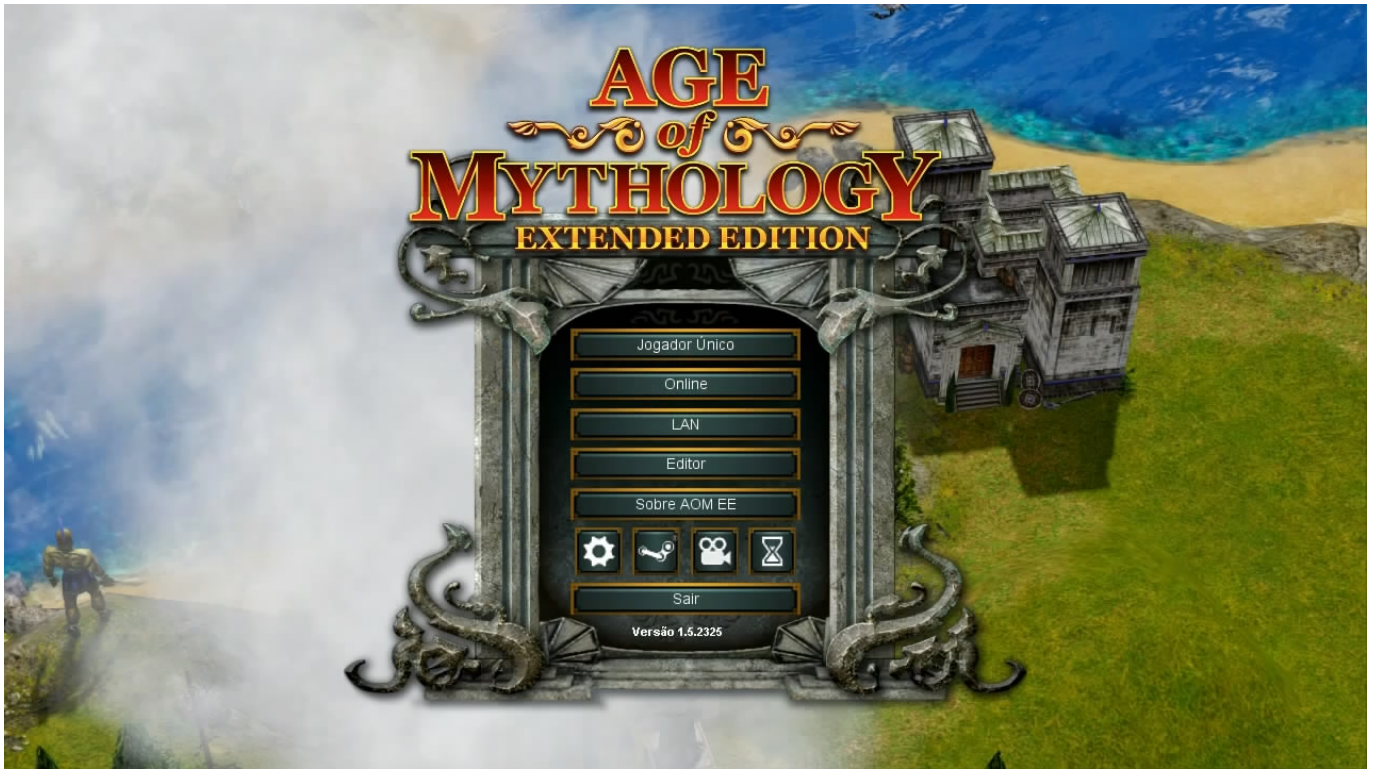 AGE
of
MYTHOLOGY
EXTENDED EDITION
Jogador Único
Online
LAN
Editor
Sobre AOM EE
Sair
Versão 1.5.2325